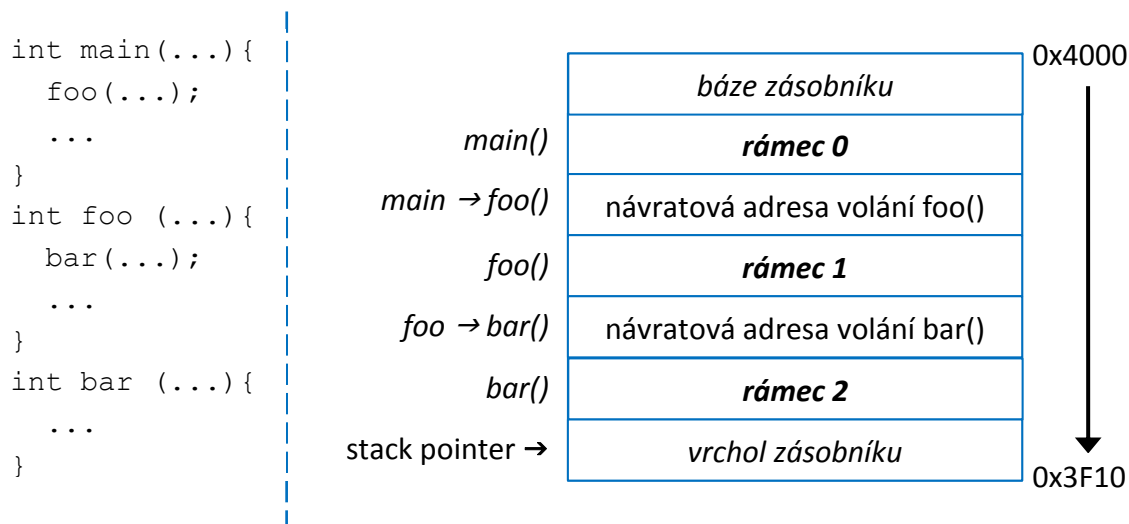 int main(...){
foo(...);
...
}
int foo (...){
bar(...);
...
}
int bar (...){
...
}
0x4000
báze zásobníku
main() rámec 0
main → foo() návratová adresa volání foo()
foo() rámec 1
foo → bar() návratová adresa volání bar()
bar() rámec 2
stack pointer → vrchol zásobníku
0x3F10